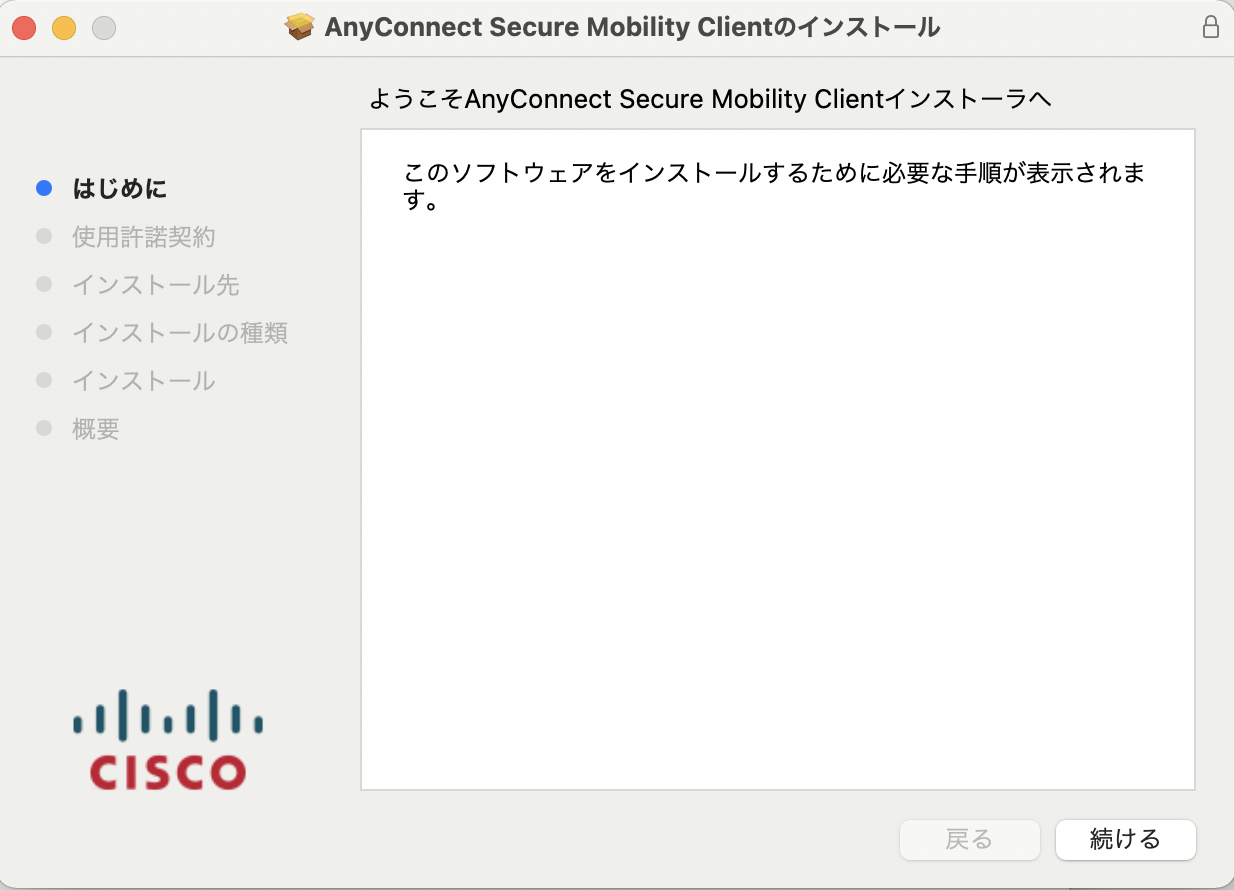 AnyConnect Secure Mobility Clientのインストール
ようこそAnyConnect Secure Mobility Clientインストーラへ
はじめに
使用許諾契約
インストール先
インストールの種類
インストール
概要
このソフトウェアをインストールするために必要な手順が表示されま
す。
CISCO
戻る
続ける